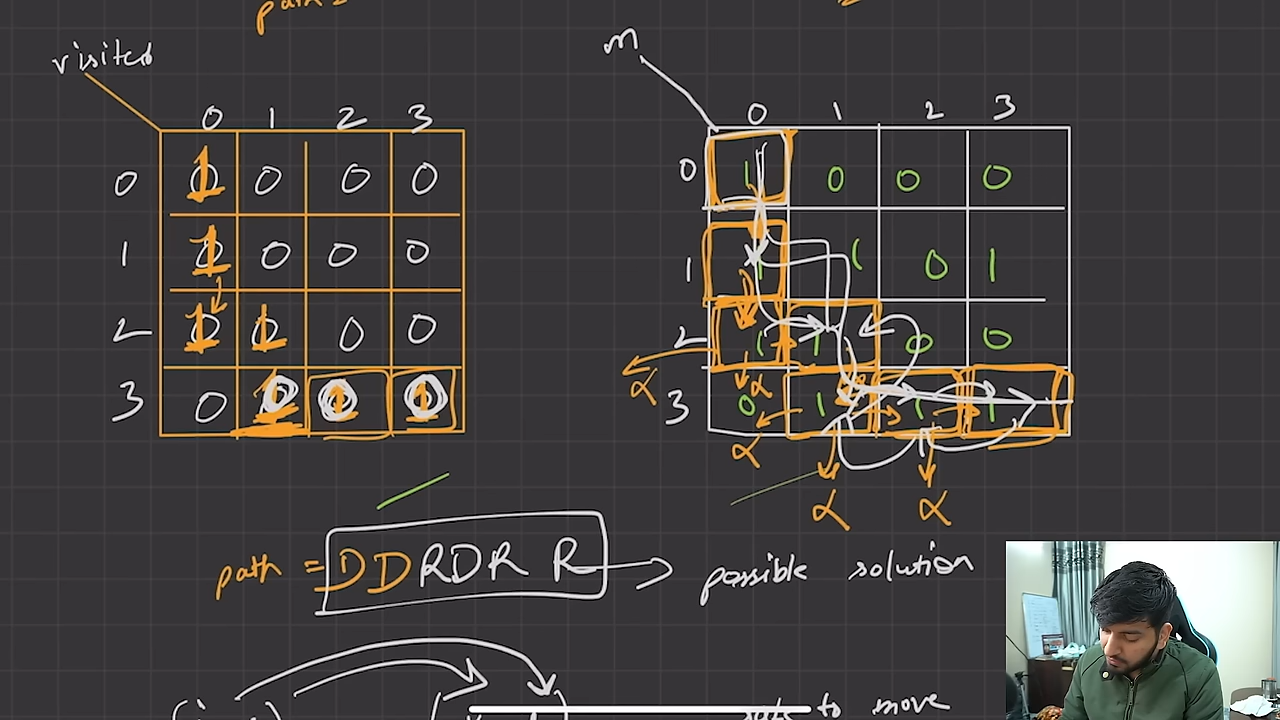 path =
visited
m
0 1 2 3
0 1 0 0 0
1 1 0 0 0
2 1 1 0 0
3 0 1 1 1
0 1 2 3
0 1 0 0 0
1 1 1 0 1
2 1 1 0 0
3 0 1 1 1
α α α α α
path = DDRDR R → possible solution
to move